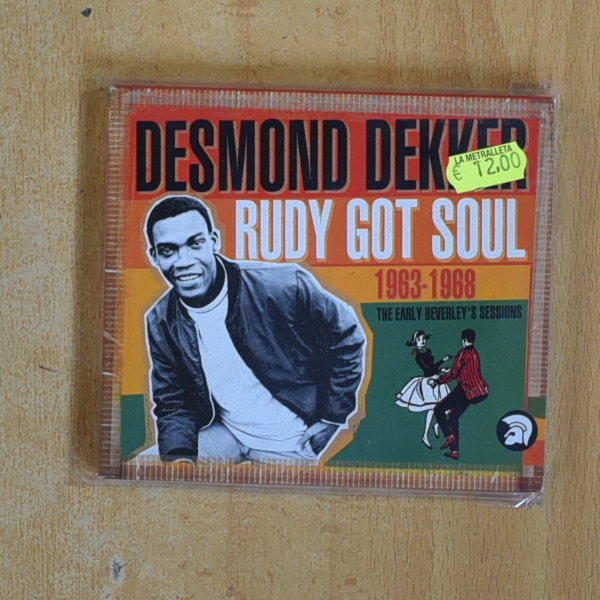 DESMOND DEKKER
LA METRALLETA
€ 12,00
RUDY GOT SOUL
1963-1968
THE EARLY BEVERLEY'S SESSIONS